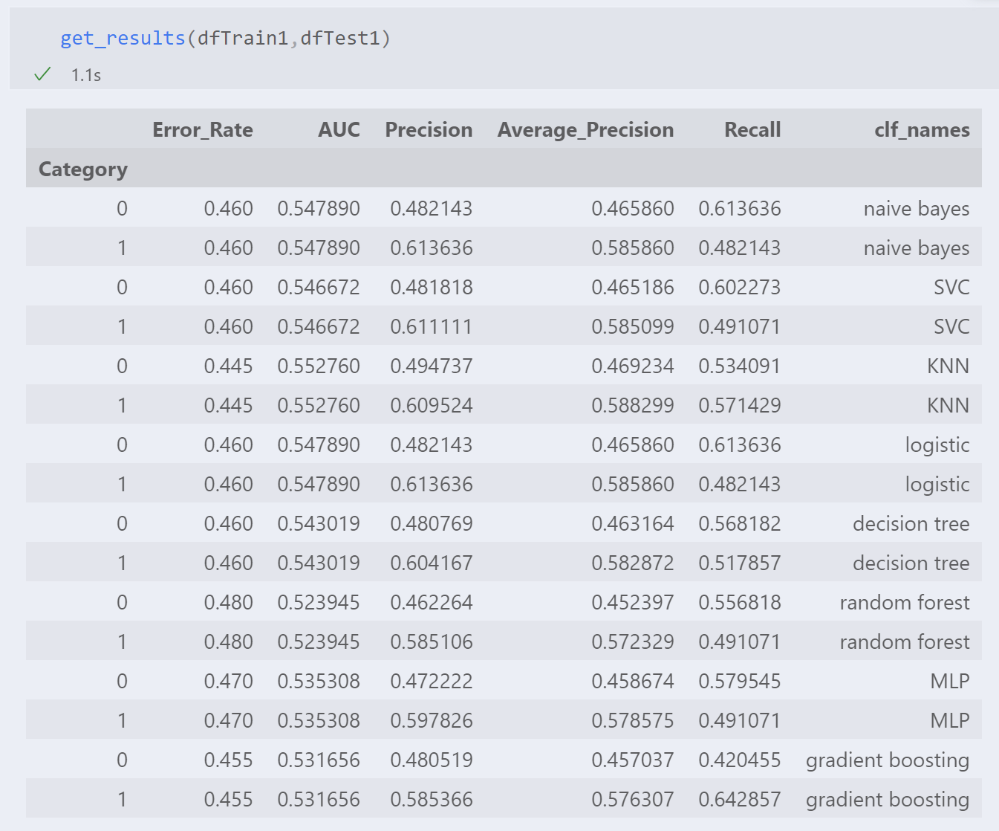 get_results(dfTrain1,dfTest1)
✓ 1.1s
Error_Rate AUC Precision Average_Precision Recall clf_names
Category
0 0.460 0.547890 0.482143 0.465860 0.613636 naive bayes
1 0.460 0.547890 0.613636 0.585860 0.482143 naive bayes
0 0.460 0.546672 0.481818 0.465186 0.602273 SVC
1 0.460 0.546672 0.611111 0.585099 0.491071 SVC
0 0.445 0.552760 0.494737 0.469234 0.534091 KNN
1 0.445 0.552760 0.609524 0.588299 0.571429 KNN
0 0.460 0.547890 0.482143 0.465860 0.613636 logistic
1 0.460 0.547890 0.613636 0.585860 0.482143 logistic
0 0.460 0.543019 0.480769 0.463164 0.568182 decision tree
1 0.460 0.543019 0.604167 0.582872 0.517857 decision tree
0 0.480 0.523945 0.462264 0.452397 0.556818 random forest
1 0.480 0.523945 0.585106 0.572329 0.491071 random forest
0 0.470 0.535308 0.472222 0.458674 0.579545 MLP
1 0.470 0.535308 0.597826 0.578575 0.491071 MLP
0 0.455 0.531656 0.480519 0.457037 0.420455 gradient boosting
1 0.455 0.531656 0.585366 0.576307 0.642857 gradient boosting